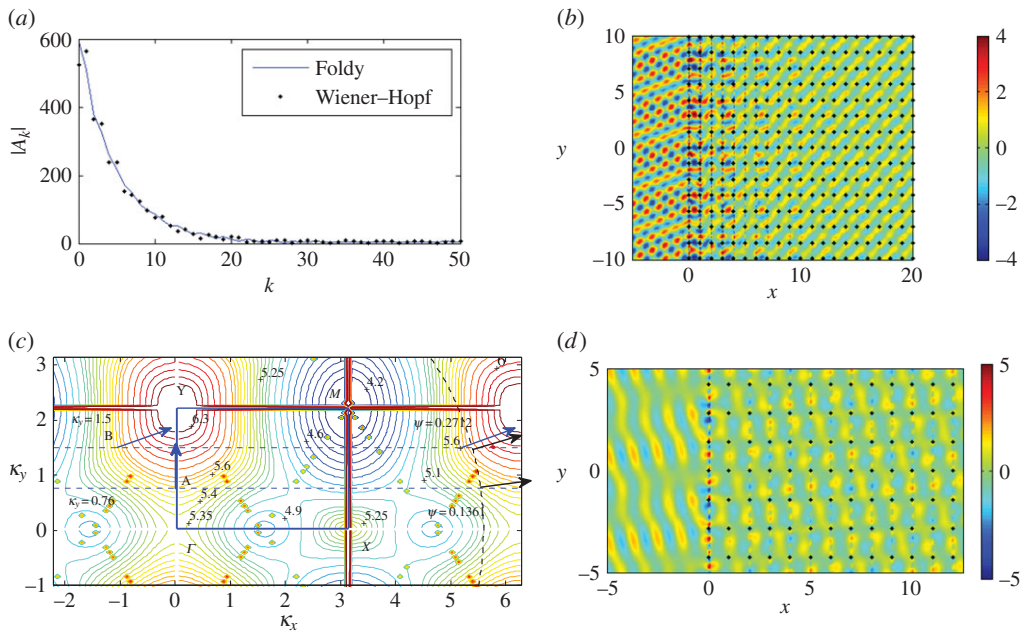 (a)
600
400
200
0
|A_k|
Foldy
Wiener–Hopf
0 10 20 30 40 50
k
(b)
10
5
0
–5
–10
y
0 5 10 15 20
x
4
2
0
–2
–4
(c)
3
2
1
0
–1
κ_y
5.25
4.2
Y
M
κ_y = 1.5
6.3
ψ = 0.2712
B
4.6
5.6
5.6
5.1
A
κ_y = 0.76
5.4
5.35
4.9
5.25
ψ = 0.1361
Γ
X
–2 –1 0 1 2 3 4 5 6
κ_x
(d)
5
0
–5
y
–5 0 5 10
x
5
0
–5